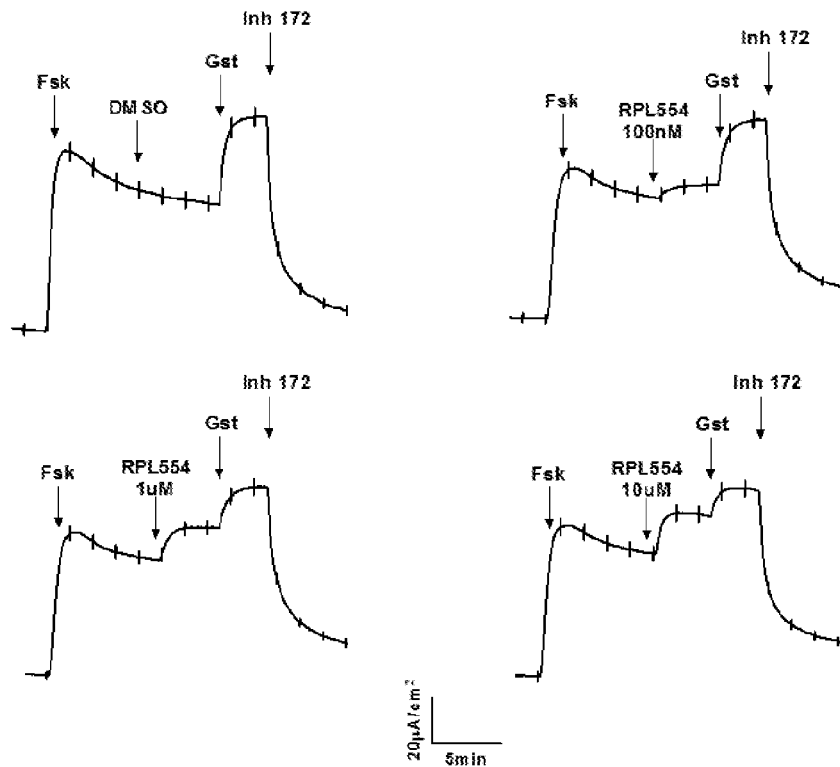 Inh 172
Gst
Fsk
DMSO
Inh 172
Gst
Fsk
RPL554
100nM
Inh 172
Gst
Fsk
RPL554
1uM
Inh 172
Gst
Fsk
RPL554
10uM
20µA/cm²
5min